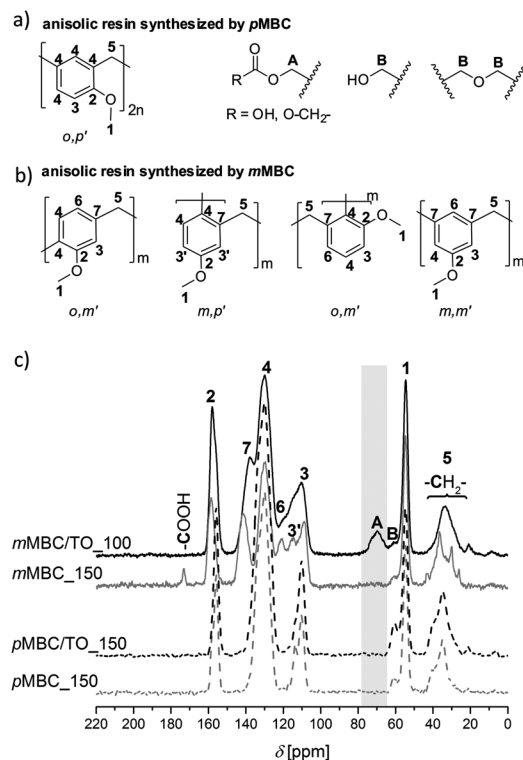 a) anisolic resin synthesized by pMBC
4 4 5
4 3 2
1
2n
o,p'
O A
R O
R = OH, O-CH2-
HO B
B O B
b) anisolic resin synthesized by mMBC
4 6 7 5
4 2 3
O
1
m
o,m'
4 4 7 5
3' 2 3'
O
1
m
m,p'
5 7 4 2 O
6 4 3 1
m
o,m'
7 6 7 5
4 2 3
O
1
m
m,m'
c)
2 7 4 6 3' 3 A B 1 5
-CH2-
-COOH
mMBC/TO_100
mMBC_150
pMBC/TO_150
pMBC_150
220 200 180 160 140 120 100 80 60 40 20 0
δ [ppm]